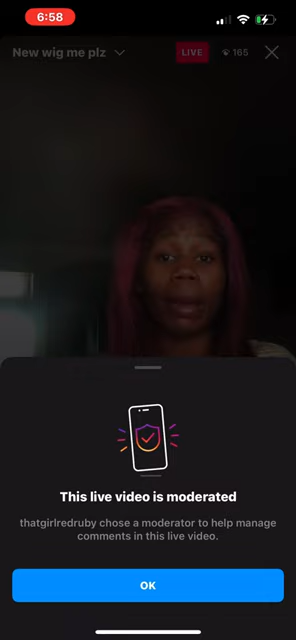 6:58
New wig me plz
LIVE
165
This live video is moderated
thatgirlredruby chose a moderator to help manage
comments in this live video.
OK